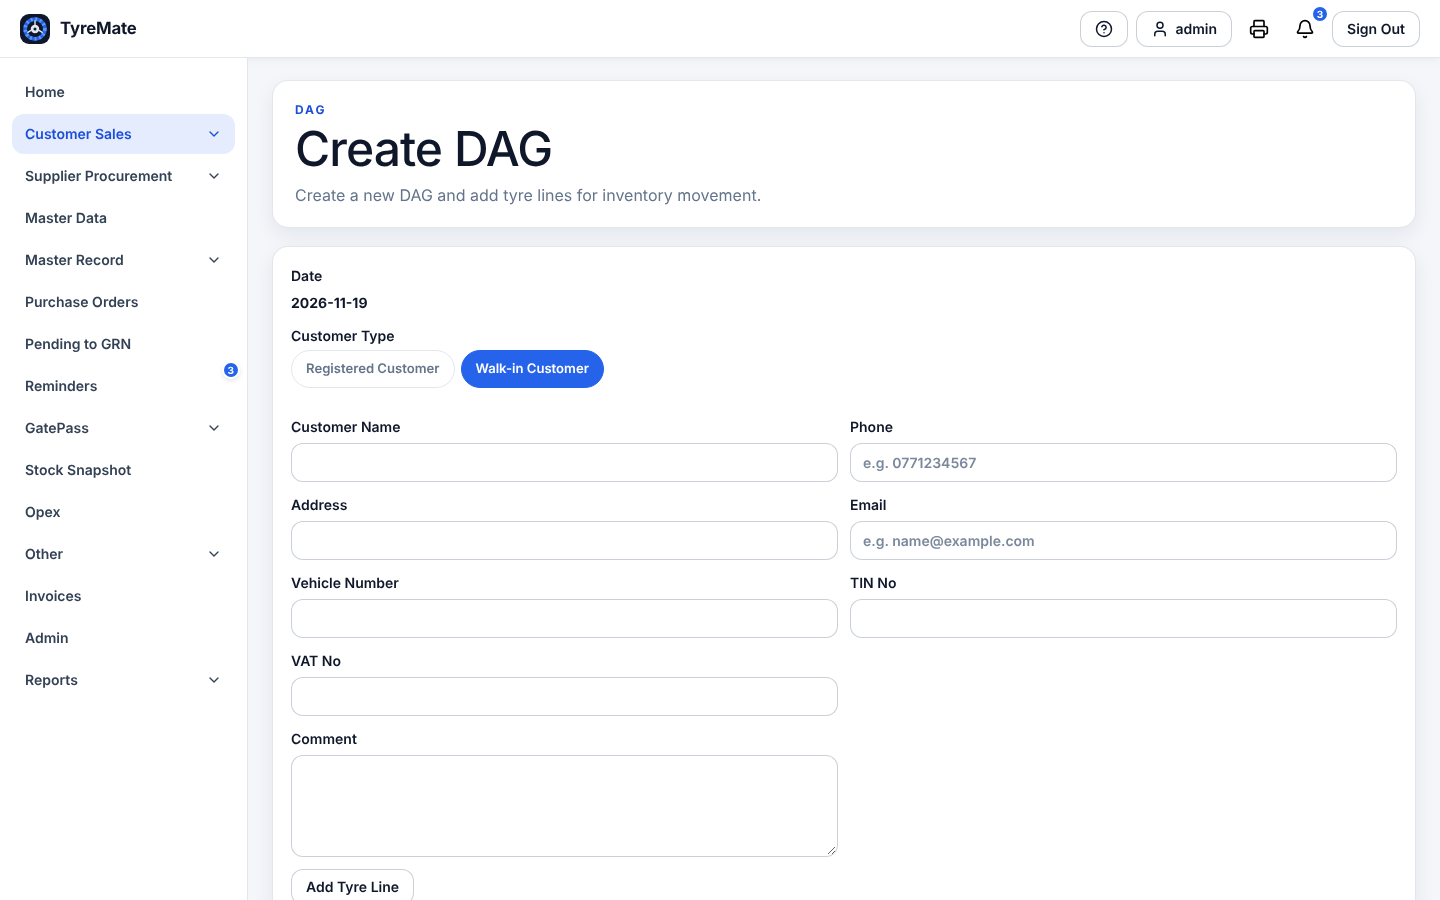 TyreMate
admin
3
Sign Out
Home
Customer Sales
Supplier Procurement
Master Data
Master Record
Purchase Orders
Pending to GRN
3
Reminders
GatePass
Stock Snapshot
Opex
Other
Invoices
Admin
Reports
DAG
Create DAG
Create a new DAG and add tyre lines for inventory movement.
Date
2026-11-19
Customer Type
Registered Customer
Walk-in Customer
Customer Name
Phone
e.g. 0771234567
Address
Email
e.g. name@example.com
Vehicle Number
TIN No
VAT No
Comment
Add Tyre Line